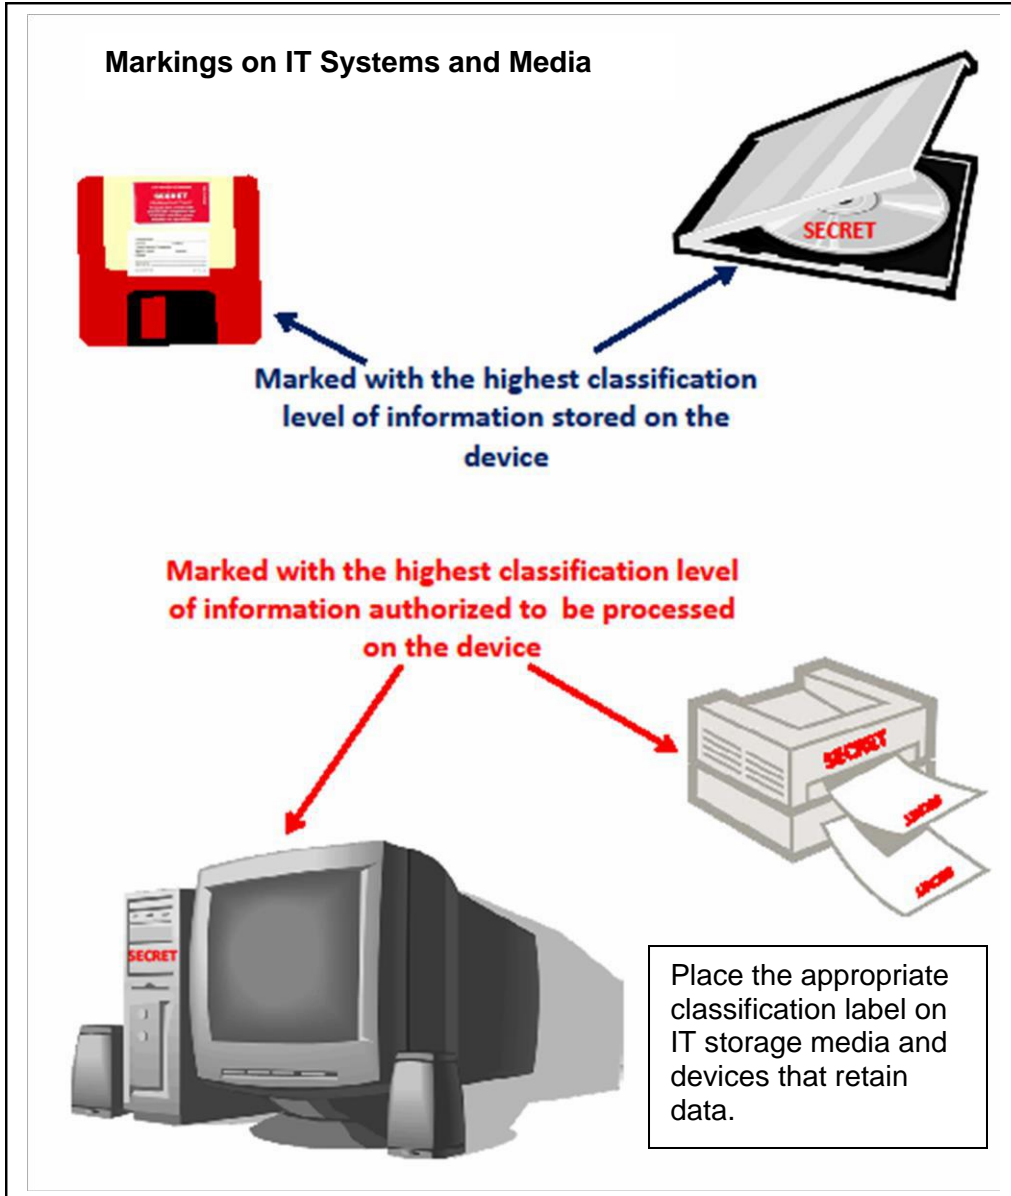 Markings on IT Systems and Media
SECRET
SECRET
Marked with the highest classification
level of information stored on the
device
Marked with the highest classification level
of information authorized to be processed
on the device
SECRET
SECRET
Place the appropriate
classification label on
IT storage media and
devices that retain
data.